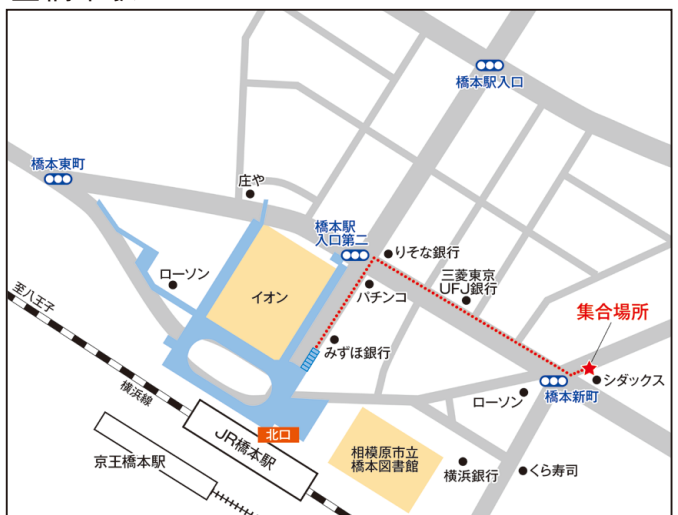 橋本駅入口
橋本東町
庄や
橋本駅
入口第二
りそな銀行
三菱東京
UFJ銀行
ローソン
イオン
パチンコ
集合場所
至八王子
みずほ銀行
シダックス
橋本新町
ローソン
横浜線
北口
JR橋本駅
京王橋本駅
相模原市立
橋本図書館
横浜銀行
くら寿司